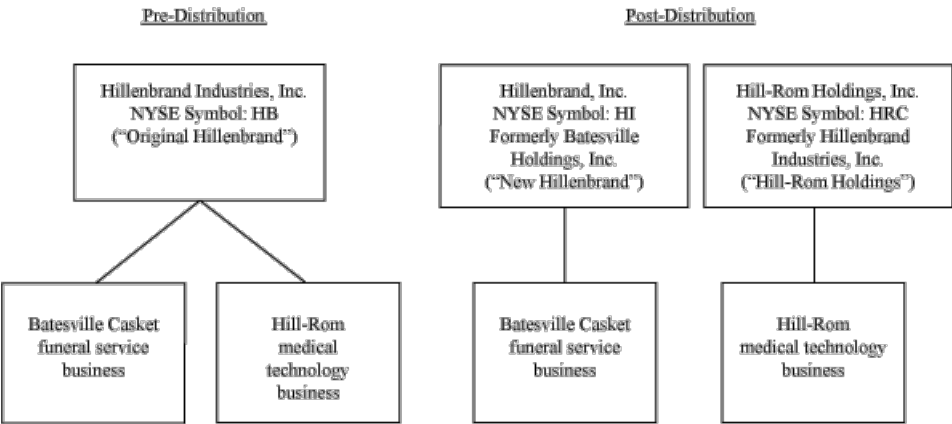 Pre-Distribution
Post-Distribution
Hillenbrand Industries, Inc.
NYSE Symbol: HB
(“Original Hillenbrand”)
Hillenbrand, Inc.
NYSE Symbol: HI
Formerly Batesville
Holdings, Inc.
(“New Hillenbrand”)
Hill-Rom Holdings, Inc.
NYSE Symbol: HRC
Formerly Hillenbrand
Industries, Inc.
(“Hill-Rom Holdings”)
Batesville Casket
funeral service
business
Hill-Rom
medical
technology
business
Batesville Casket
funeral service
business
Hill-Rom
medical technology
business